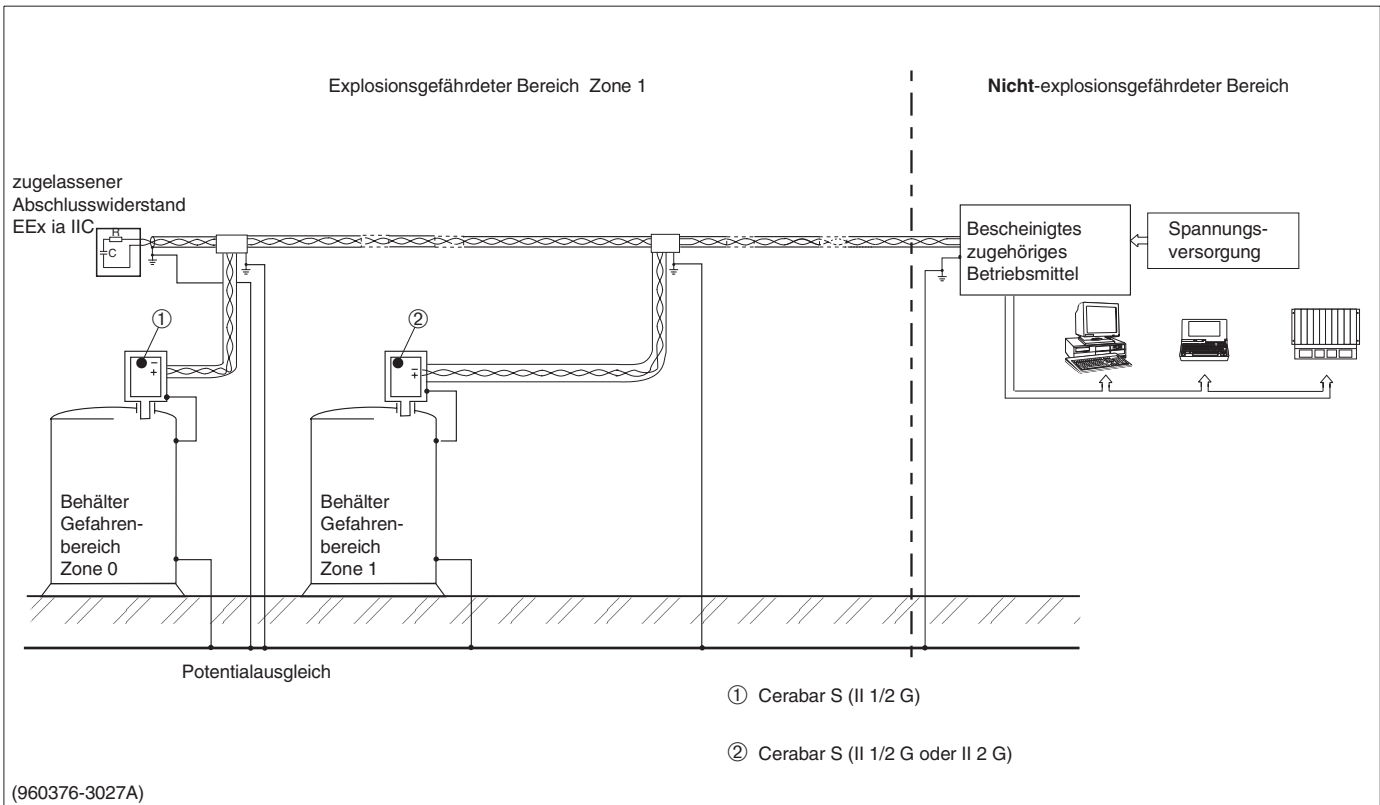 Explosionsgefährdeter Bereich Zone 1
Nicht-explosionsgefährdeter Bereich
zugelassener
Abschlusswiderstand
EEx ia IIC
R
C
Bescheinigtes
zugehöriges
Betriebsmittel
Spannungs-
versorgung
①
②
–
+
–
+
Behälter
Gefahren-
bereich
Zone 0
Behälter
Gefahren-
bereich
Zone 1
Potentialausgleich
① Cerabar S (II 1/2 G)
② Cerabar S (II 1/2 G oder II 2 G)
(960376-3027A)